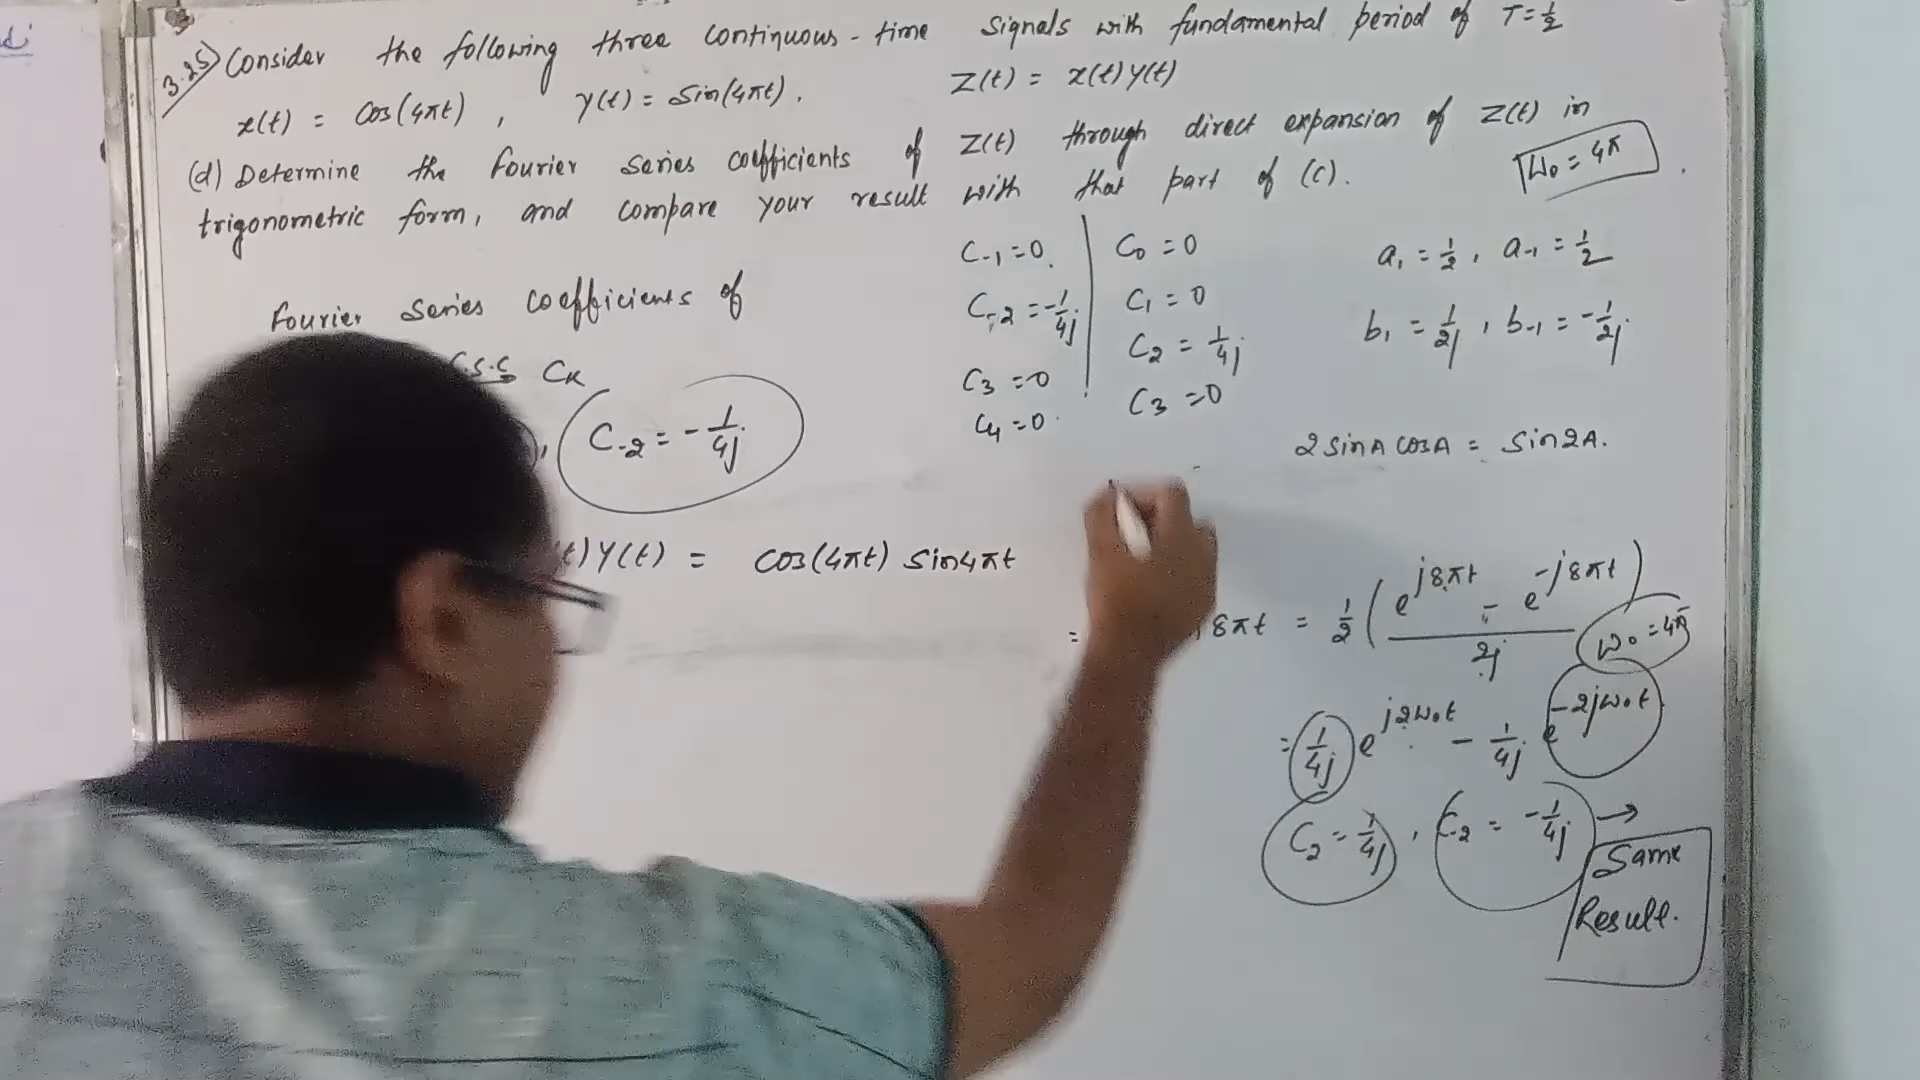 3.25) Consider the following three continuous-time signals with fundamental period of T=½
x(t) = cos(4πt), y(t) = sin(4πt). z(t) = x(t)y(t)
(d) Determine the Fourier series coefficients of z(t) through direct expansion of z(t) in
trigonometric form, and compare your result with that part of (c).
ω₀ = 4π
Fourier series coefficients of
C_K
C₋₂ = -1/4j
C₋₁ = 0.
C₋₂ = -1/4j
C₃ = 0
C₄ = 0
C₀ = 0
C₁ = 0
C₂ = 1/4j
C₃ = 0
a₁ = ½, a₋₁ = ½
b₁ = 1/2j, b₋₁ = -1/2j
2 sinA cosA = sin2A.
t) y(t) = cos(4πt) sin4πt
= 8πt = ½ (e^{j8πt} - e^{-j8πt})/2j
ω₀ = 4π
= 1/4j e^{j2ω₀t} - 1/4j e^{-2jω₀t}
C₂ = 1/4j, C₋₂ = -1/4j →
Same
Result.